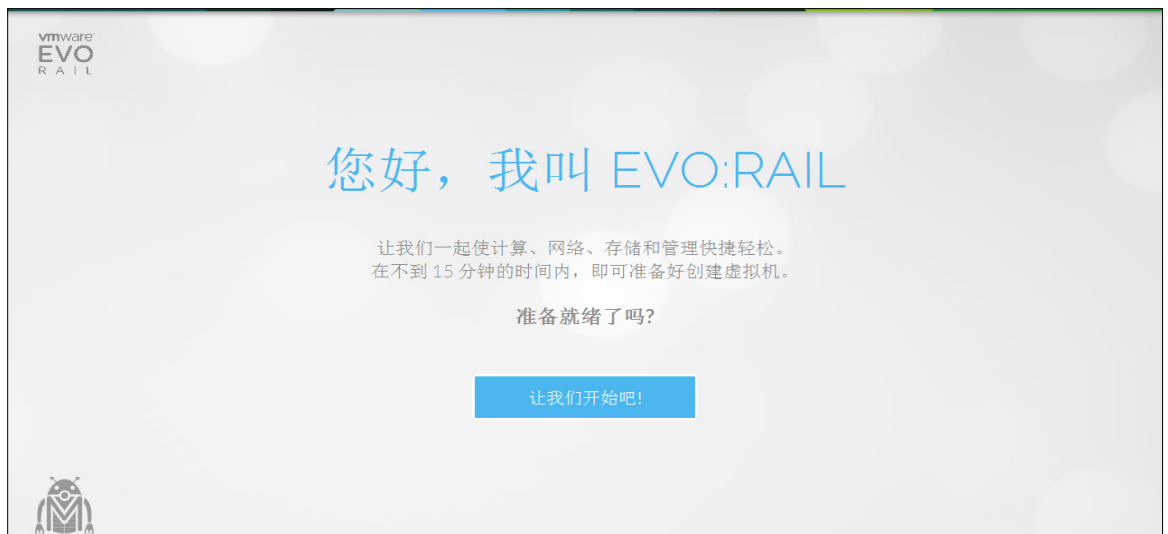 vmware
EVO
RAIL
您好，我叫 EVO:RAIL
让我们一起使计算、网络、存储和管理快捷轻松。
在不到 15 分钟的时间内，即可准备好创建虚拟机。
准备就绪了吗?
让我们开始吧!